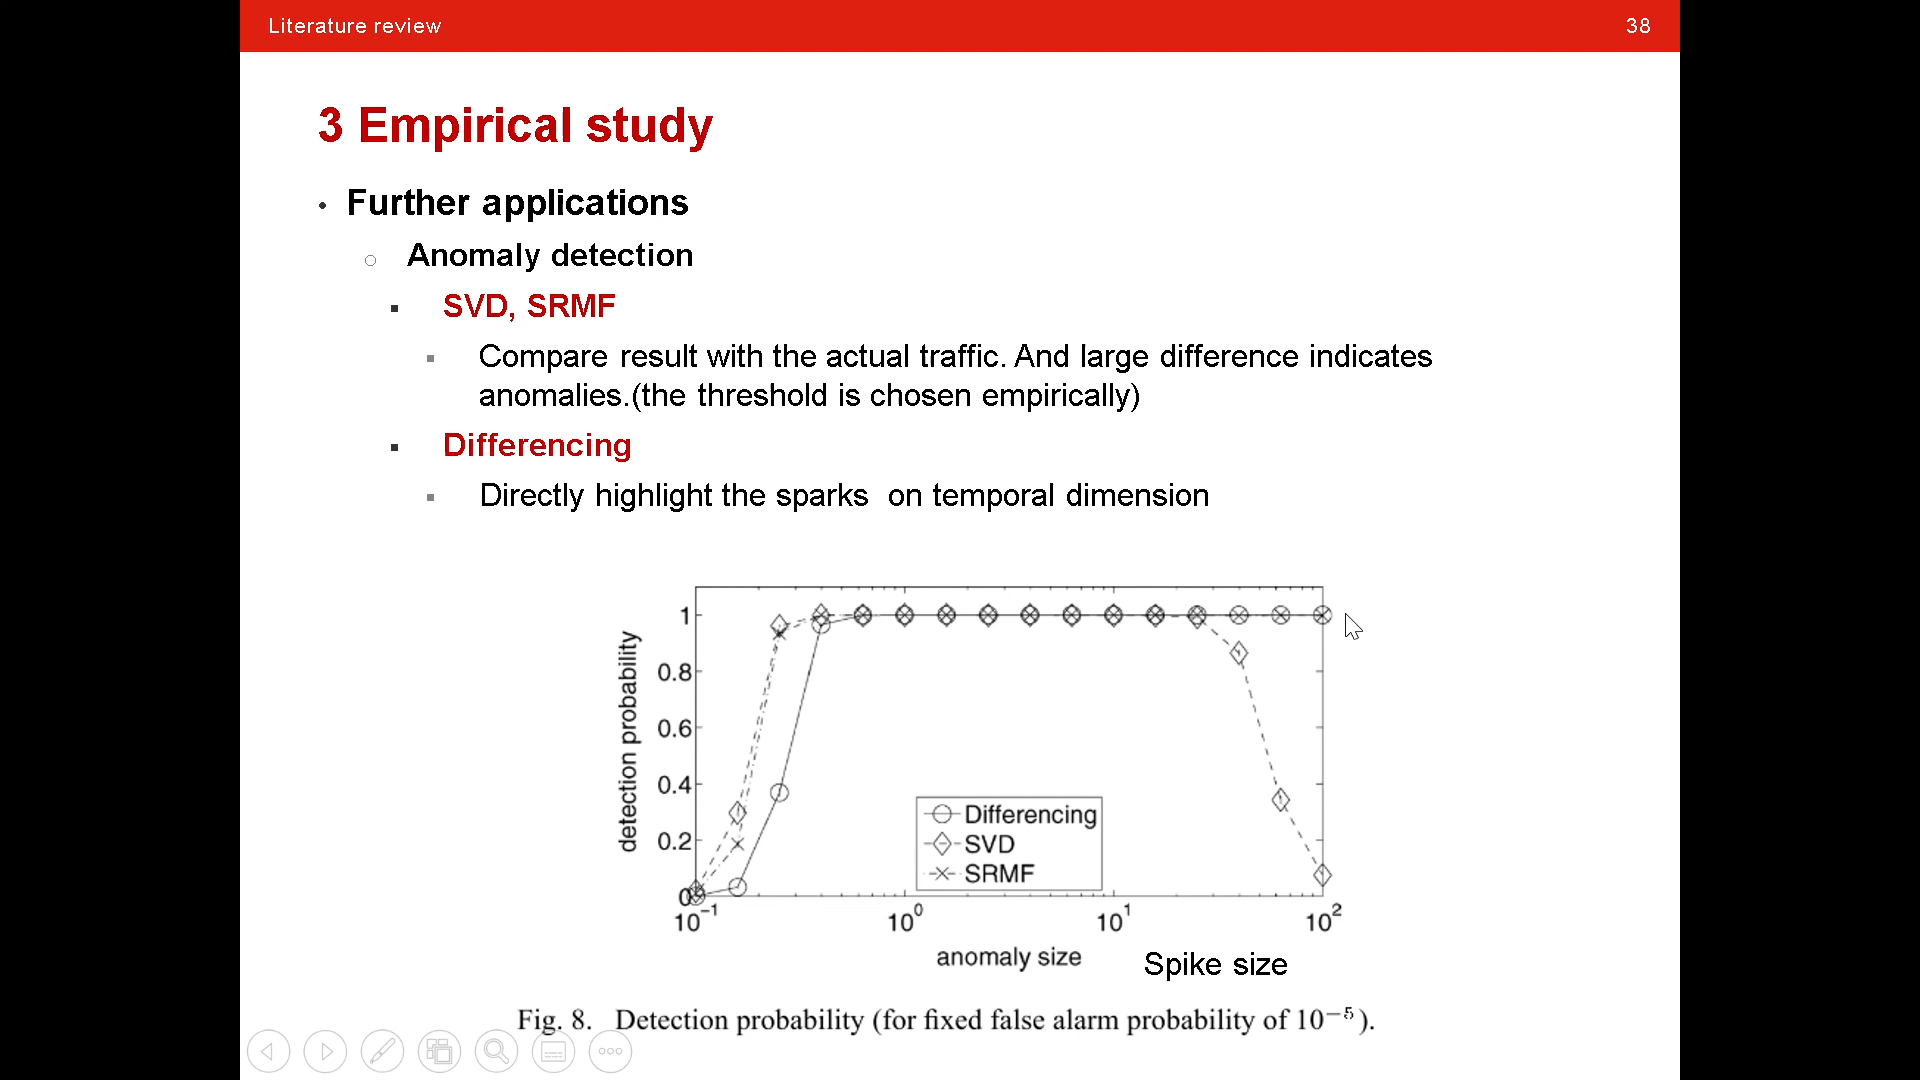 Literature review 38
3 Empirical study
• Further applications
○ Anomaly detection
▪ SVD, SRMF
▪ Compare result with the actual traffic. And large difference indicates
anomalies.(the threshold is chosen empirically)
▪ Differencing
▪ Directly highlight the sparks on temporal dimension
1
0.8
0.6
0.4
0.2
0
detection probability
Differencing
SVD
SRMF
10⁻¹ 10⁰ 10¹ 10²
anomaly size
Spike size
Fig. 8. Detection probability (for fixed false alarm probability of 10⁻⁵).